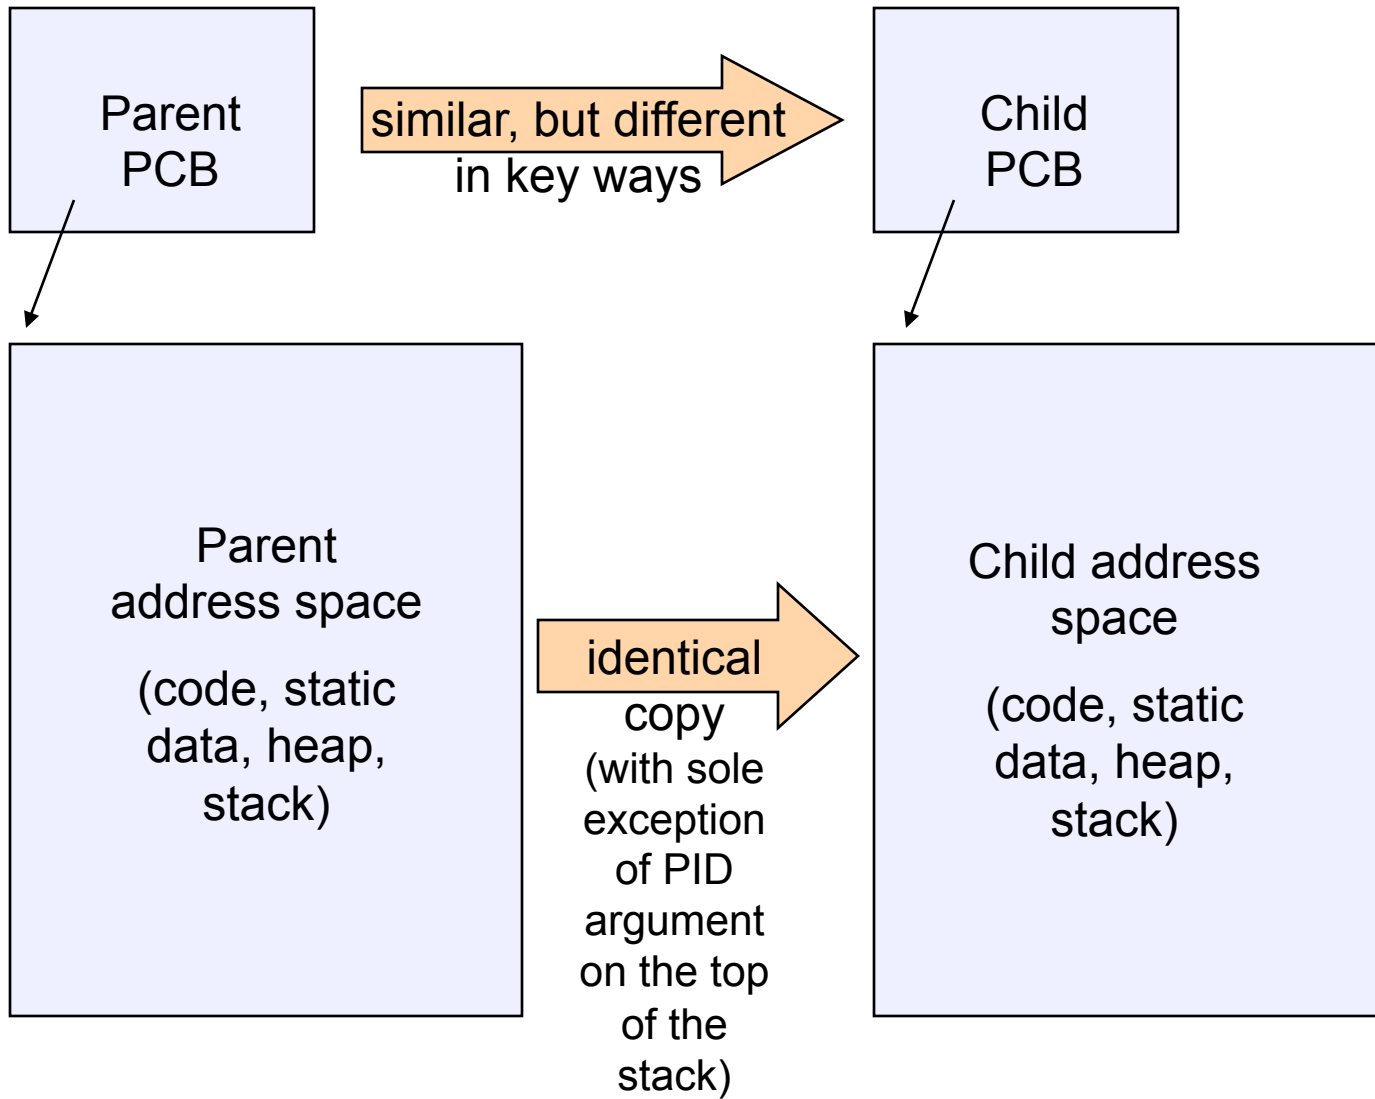 Parent
PCB
similar, but different
in key ways
Child
PCB
Parent
address space
(code, static
data, heap,
stack)
identical
copy
(with sole
exception
of PID
argument
on the top
of the
stack)
Child address
space
(code, static
data, heap,
stack)